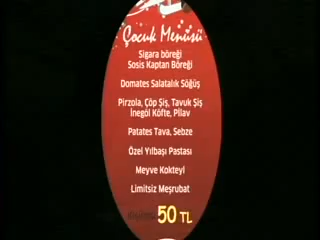 Çocuk Menüsü
Sigara böreği
Sosis Kaptan Böreği
Domates Salatalık Söğüş
Pirzola, Çöp Şiş, Tavuk Şiş
İnegöl Köfte, Pilav
Patates Tava, Sebze
Özel Yılbaşı Pastası
Meyve Kokteyl
Limitsiz Meşrubat
50 TL